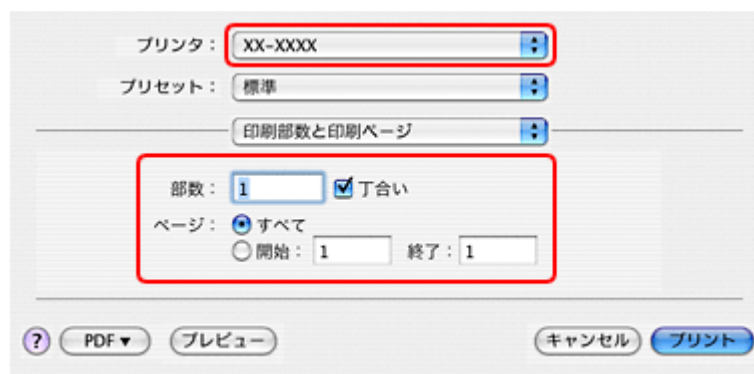 プリンタ： XX-XXXX
プリセット： 標準
印刷部数と印刷ページ
部数： 1 丁合い
ページ： すべて
開始： 1 終了： 1
? PDF▼ プレビュー キャンセル プリント